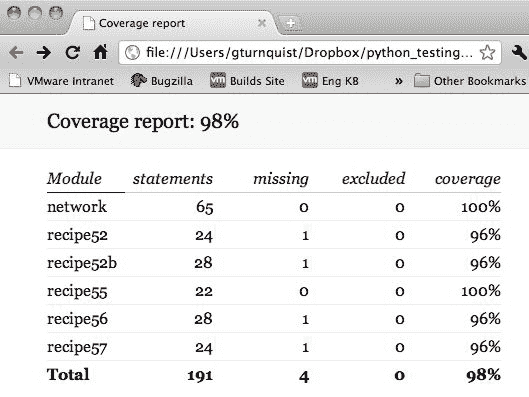 Coverage report
file:///Users/gturnquist/Dropbox/python_testing...
VMware Intranet Bugzilla vm Builds Site vm Eng KB » Other Bookmarks
Coverage report: 98%
Module statements missing excluded coverage
network 65 0 0 100%
recipe52 24 1 0 96%
recipe52b 28 1 0 96%
recipe55 22 0 0 100%
recipe56 28 1 0 96%
recipe57 24 1 0 96%
Total 191 4 0 98%